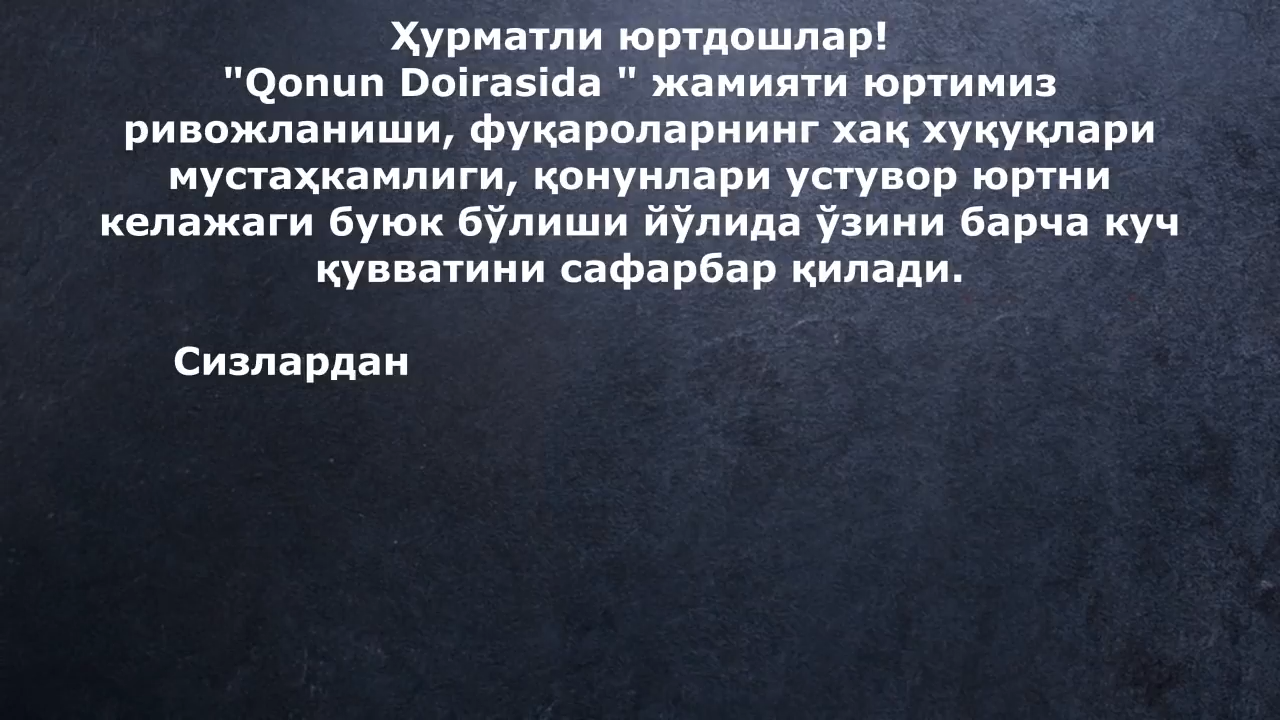 Ҳурматли юртдошлар!
"Qonun Doirasida " жамияти юртимиз
ривожланиши, фуқароларнинг хақ хуқуқлари
мустаҳкамлиги, қонунлари устувор юртни
келажаги буюк бўлиши йўлида ўзини барча куч
қувватини сафарбар қилади.
Сизлардан